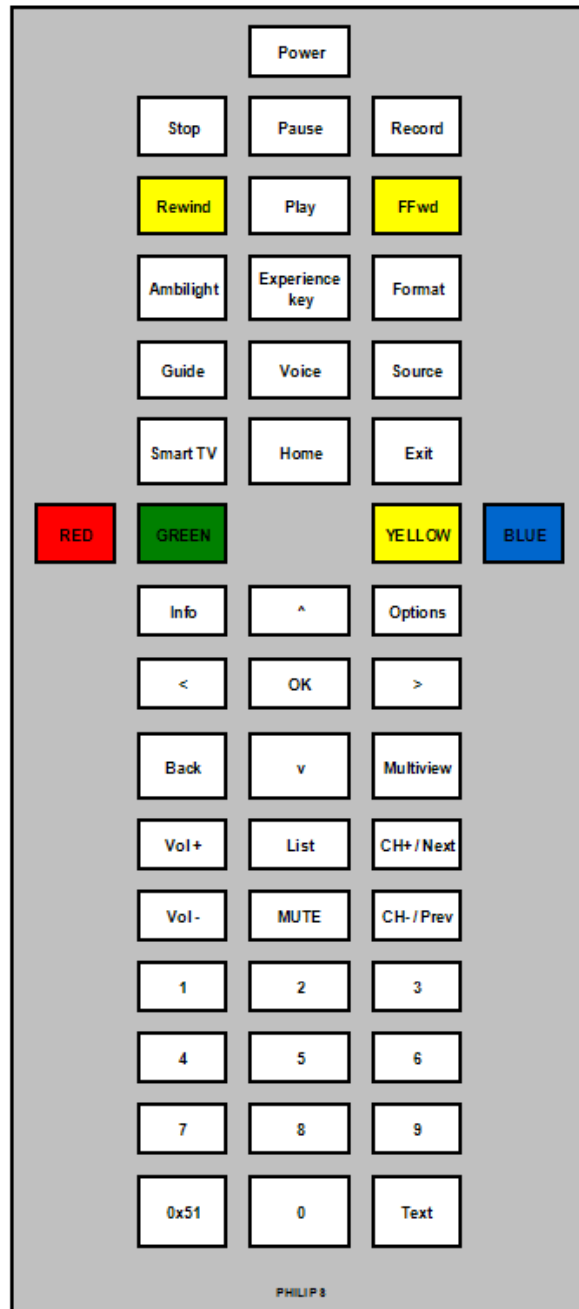 Power
Stop Pause Record
Rewind Play FFwd
Ambilight Experience key Format
Guide Voice Source
Smart TV Home Exit
RED GREEN YELLOW BLUE
Info ^ Options
< OK >
Back v Multiview
Vol + List CH+ / Next
Vol - MUTE CH- / Prev
1 2 3
4 5 6
7 8 9
0x51 0 Text
PHILIP8